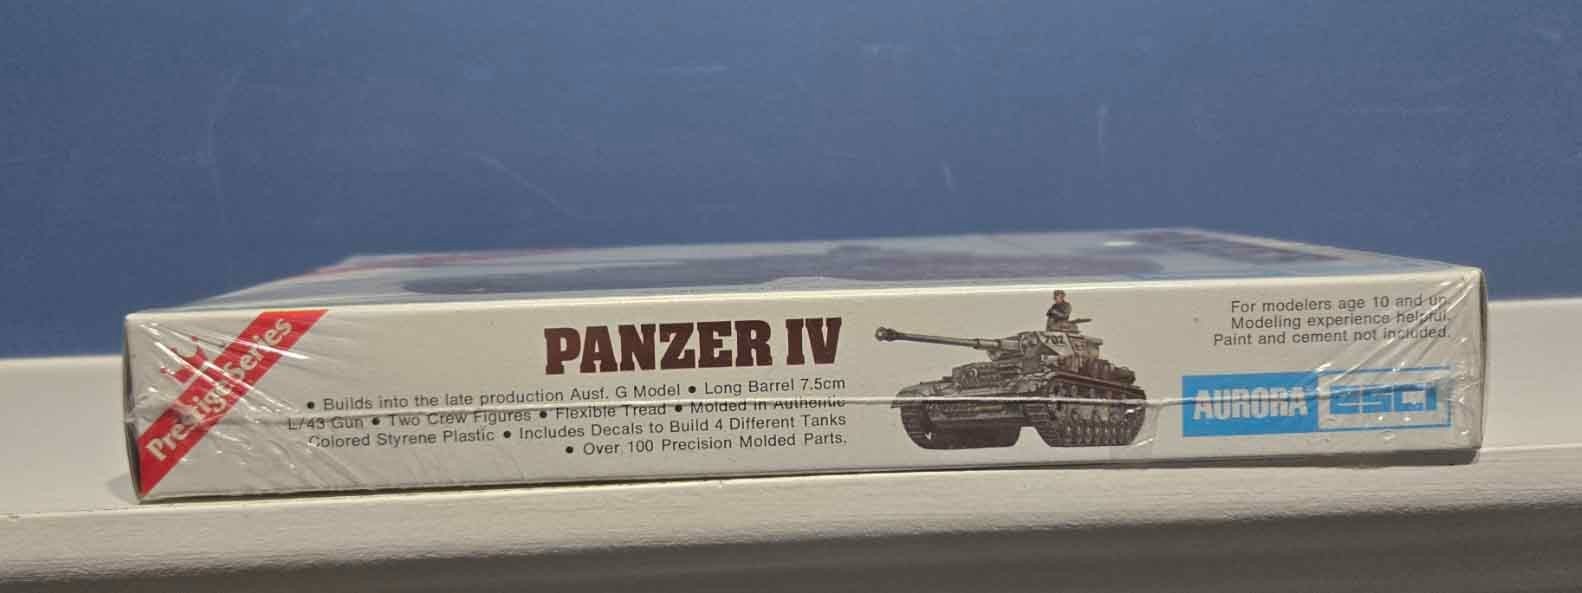 Prestige Series
PANZER IV
• Builds into the late production Ausf. G Model • Long Barrel 7.5cm
L/43 Gun • Two Crew Figures • Flexible Tread • Molded in Authentic
Colored Styrene Plastic • Includes Decals to Build 4 Different Tanks
• Over 100 Precision Molded Parts.
702
For modelers age 10 and up.
Modeling experience helpful.
Paint and cement not included.
AURORA ESCI